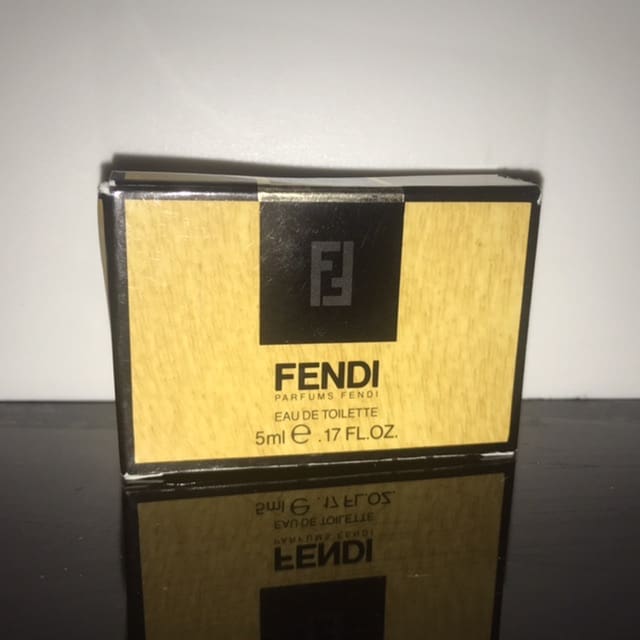 FENDI
PARFUMS FENDI
EAU DE TOILETTE
5ml ℮ .17 FL.OZ.